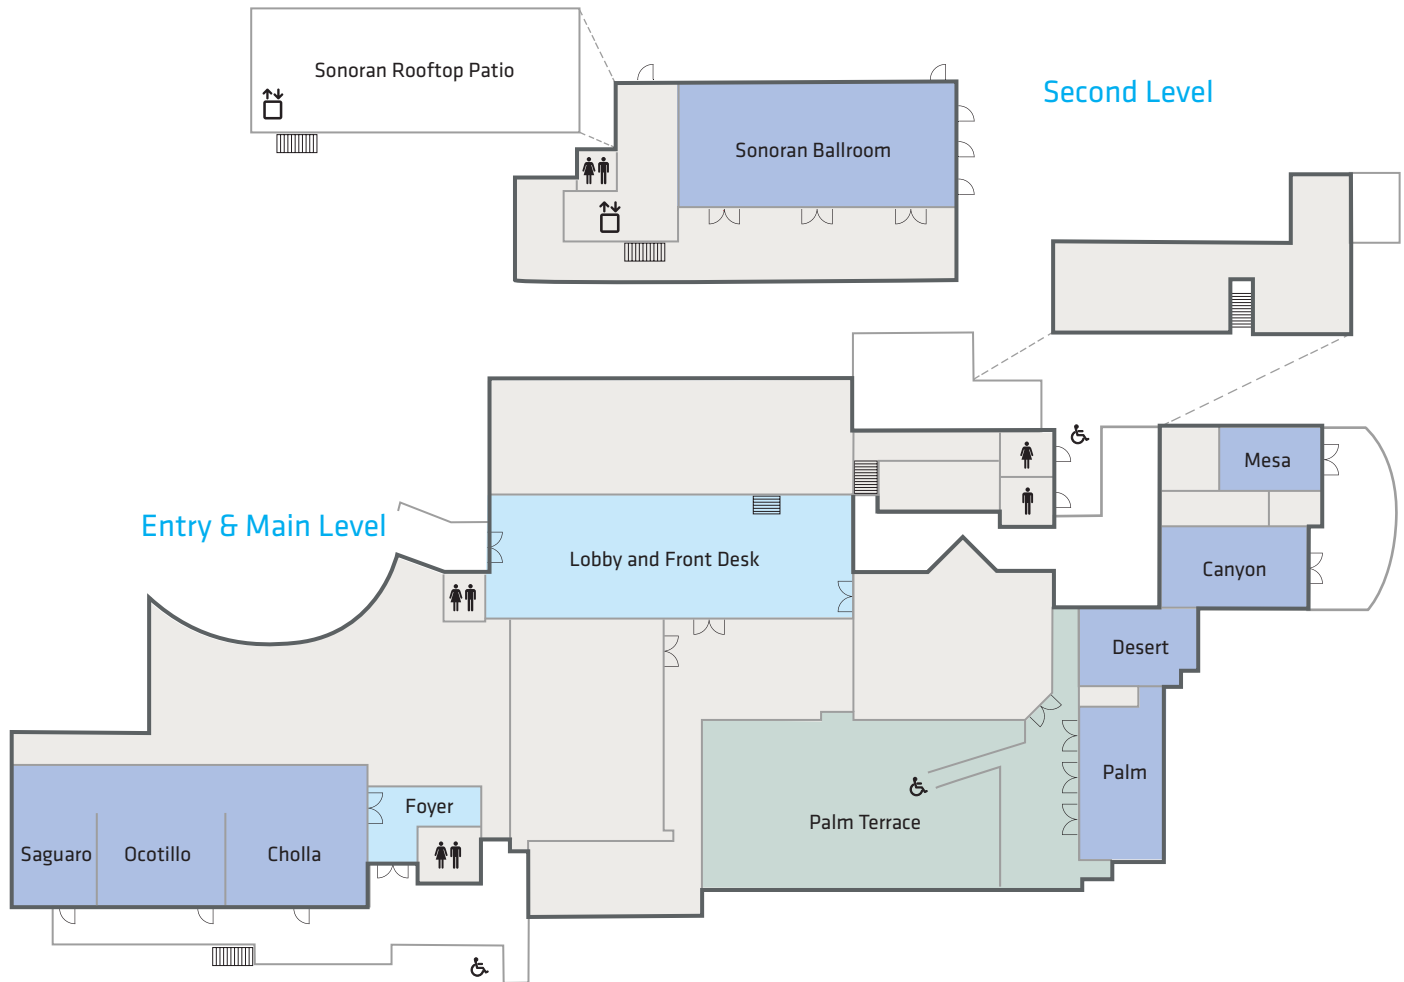 Sonoran Rooftop Patio
Second Level
Sonoran Ballroom
Mesa
Entry & Main Level
Lobby and Front Desk
Canyon
Desert
Palm
Foyer
Palm Terrace
Saguaro
Ocotillo
Cholla